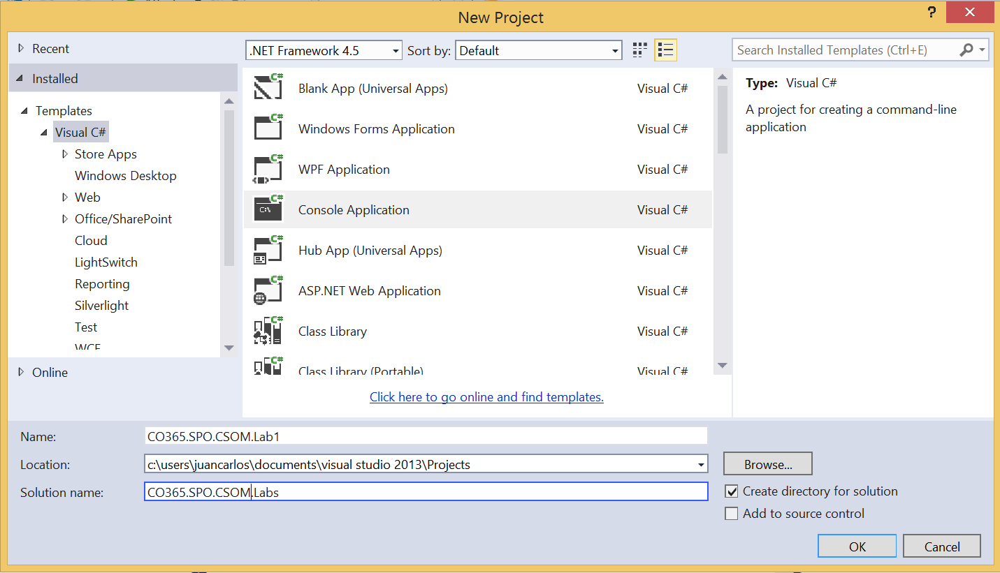 New Project
?
Recent
Installed
Templates
Visual C#
Store Apps
Windows Desktop
Web
Office/SharePoint
Cloud
LightSwitch
Reporting
Silverlight
Test
WCF
Online
.NET Framework 4.5 Sort by: Default
Search Installed Templates (Ctrl+E)
Blank App (Universal Apps) Visual C#
Windows Forms Application Visual C#
WPF Application Visual C#
Console Application Visual C#
Hub App (Universal Apps) Visual C#
ASP.NET Web Application Visual C#
Class Library Visual C#
Class Library (Portable) Visual C#
Click here to go online and find templates.
Type: Visual C#
A project for creating a command-line
application
Name: CO365.SPO.CSOM.Lab1
Location: c:\users\juancarlos\documents\visual studio 2013\Projects Browse...
Solution name: CO365.SPO.CSOM.Labs
Create directory for solution
Add to source control
OK Cancel